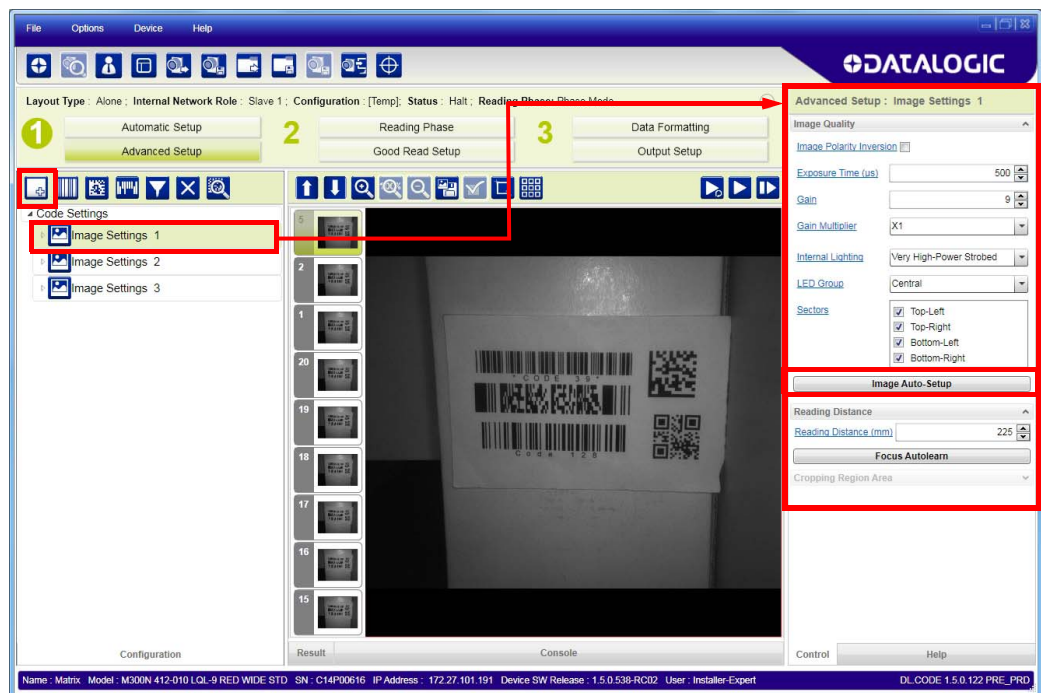 File Options Device Help
DATALOGIC
Layout Type : Alone ; Internal Network Role : Slave 1 ; Configuration : [Temp]; Status : Halt ; Reading Phase: Phase Mode
1
Automatic Setup
Advanced Setup
2
Reading Phase
Good Read Setup
3
Data Formatting
Output Setup
Code Settings
Image Settings 1
Image Settings 2
Image Settings 3
Configuration
5
2
1
20
19
18
17
16
15
* C O D E 3 9 *
C o d e 1 2 8
Result Console
Advanced Setup : Image Settings 1
Image Quality
Image Polarity Inversion
Exposure Time (us) 500
Gain 9
Gain Multiplier X1
Internal Lighting Very High-Power Strobed
LED Group Central
Sectors Top-Left
Top-Right
Bottom-Left
Bottom-Right
Image Auto-Setup
Reading Distance
Reading Distance (mm) 225
Focus Autolearn
Cropping Region Area
Control Help
Name : Matrix Model : M300N 412-010 LQL-9 RED WIDE STD SN : C14P00616 IP Address : 172.27.101.191 Device SW Release : 1.5.0.538-RC02 User : Installer-Expert DL.CODE 1.5.0.122 PRE_PRD